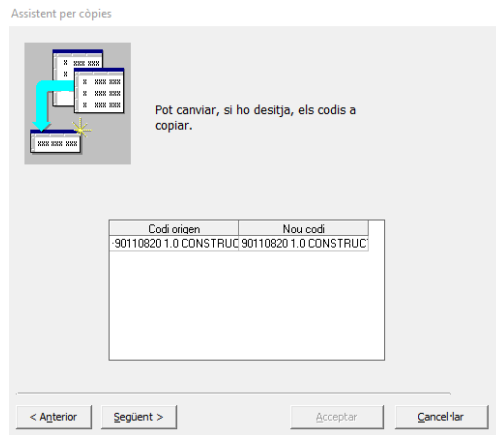 Assistent per còpies
Pot canviar, si ho desitja, els codis a
copiar.
Codi origen Nou codi
-90110820 1.0 CONSTRUC 90110820 1.0 CONSTRUCT
< Anterior Següent > Acceptar Cancel·lar